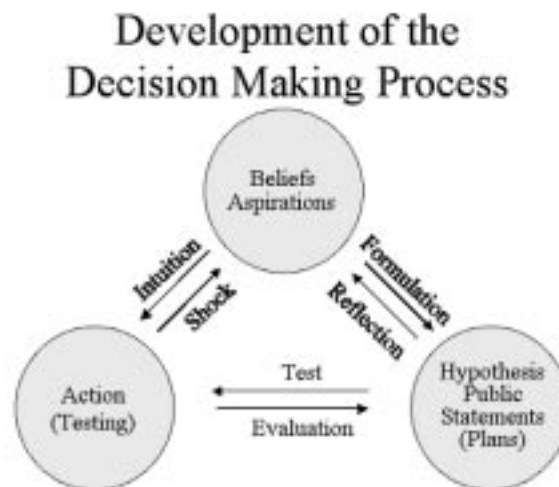 Development of the
Decision Making Process
Beliefs
Aspirations
Intuition
Shock
Formulation
Reflection
Action
(Testing)
Test
Evaluation
Hypothesis
Public
Statements
(Plans)